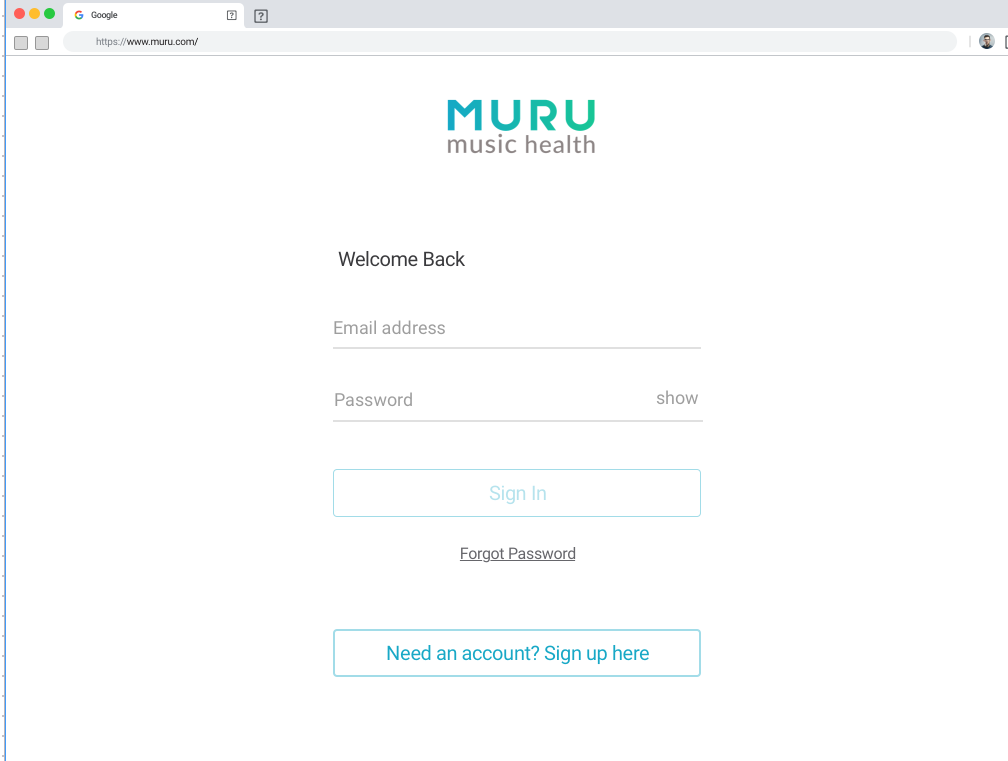 Google
https://www.muru.com/
MURU
music health
Welcome Back
Email address
Password show
Sign In
Forgot Password
Need an account? Sign up here